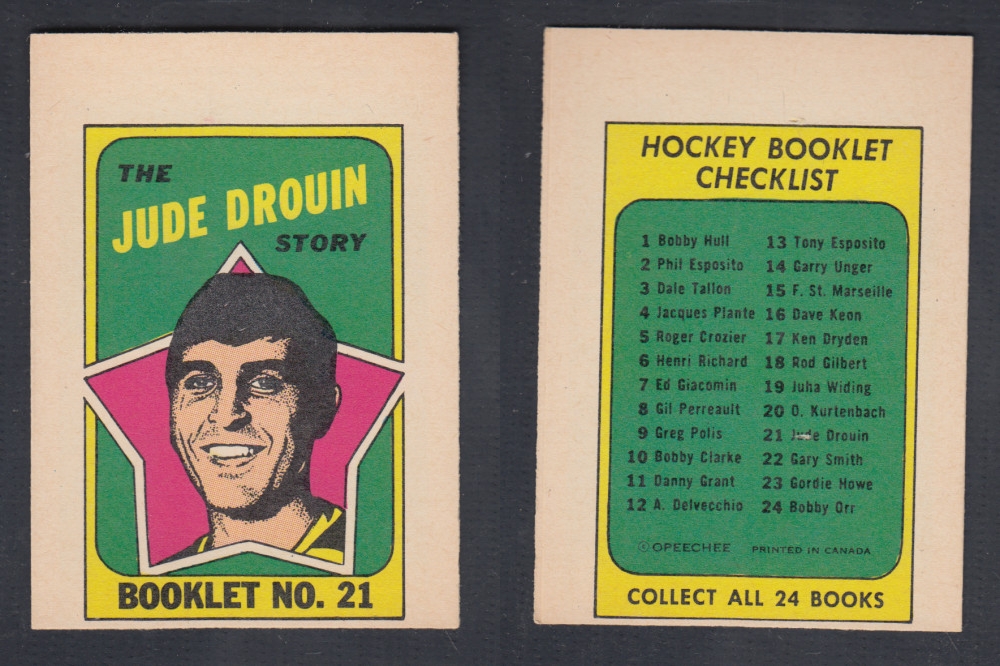 THE
JUDE DROUIN
STORY
BOOKLET NO. 21
HOCKEY BOOKLET
CHECKLIST
1 Bobby Hull
2 Phil Esposito
3 Dale Tallon
4 Jacques Plante
5 Roger Crozier
6 Henri Richard
7 Ed Giacomin
8 Gil Perreault
9 Greg Polis
10 Bobby Clarke
11 Danny Grant
12 A. Delvecchio
13 Tony Esposito
14 Garry Unger
15 F. St. Marseille
16 Dave Keon
17 Ken Dryden
18 Rod Gilbert
19 Juha Widing
20 O. Kurtenbach
21 Jude Drouin
22 Gary Smith
23 Gordie Howe
24 Bobby Orr
©OPEECHEE PRINTED IN CANADA
COLLECT ALL 24 BOOKS